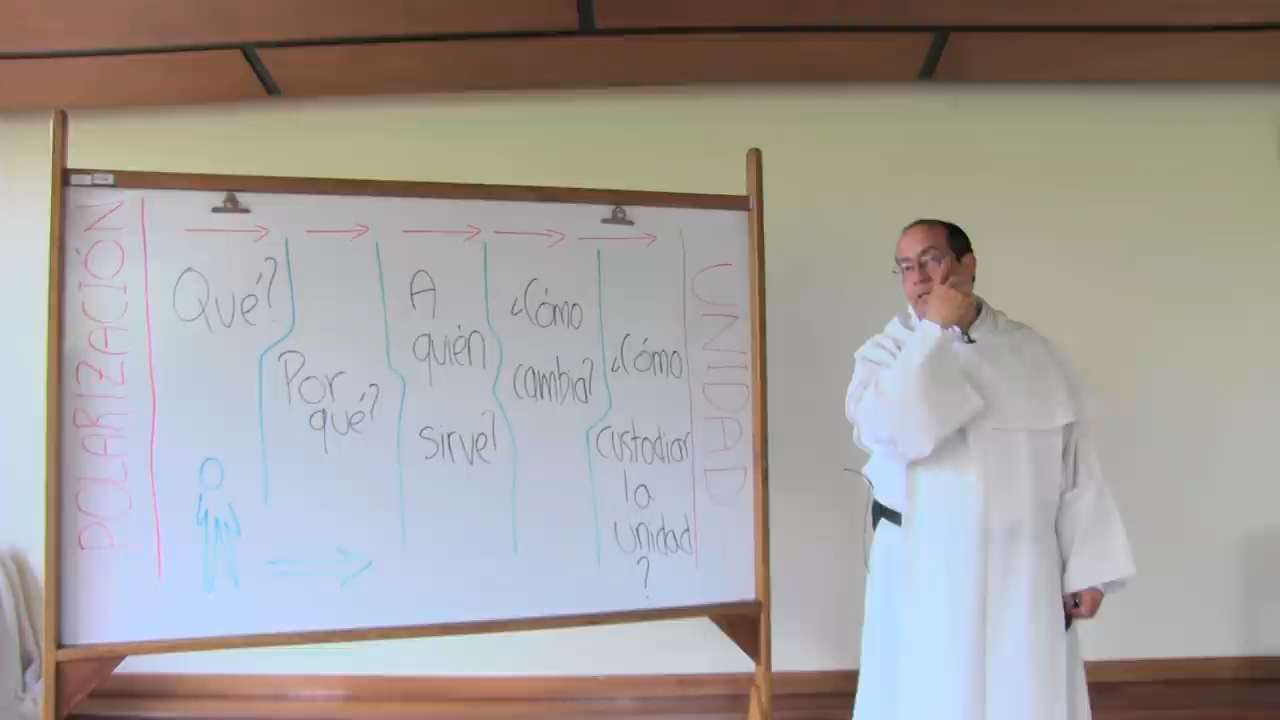 POLARIZACIÓN
Qué?
Por
qué?
A
quién
sirve?
¿Cómo
cambia?
¿Cómo
custodiar
la
unidad
?
UNIDAD